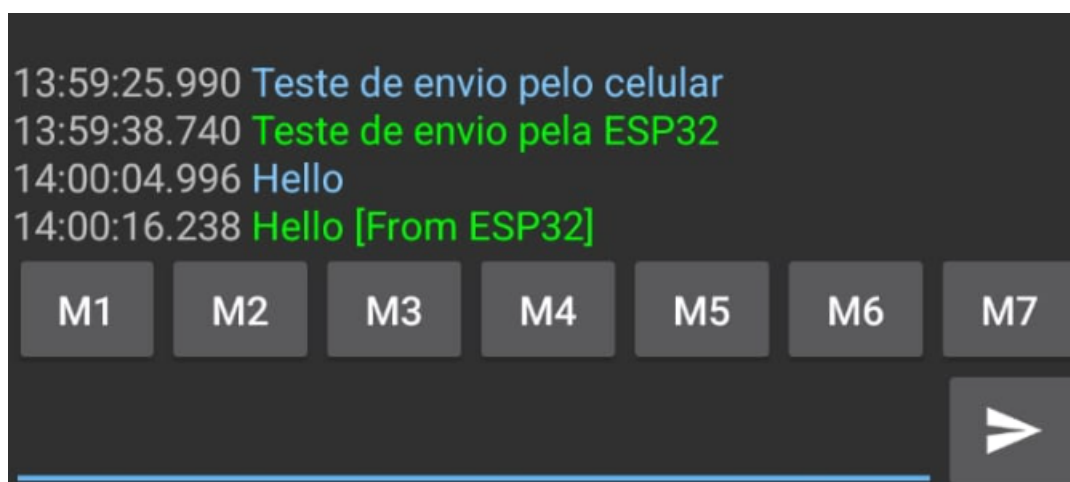 13:59:25.990 Teste de envio pelo celular
13:59:38.740 Teste de envio pela ESP32
14:00:04.996 Hello
14:00:16.238 Hello [From ESP32]
M1 M2 M3 M4 M5 M6 M7